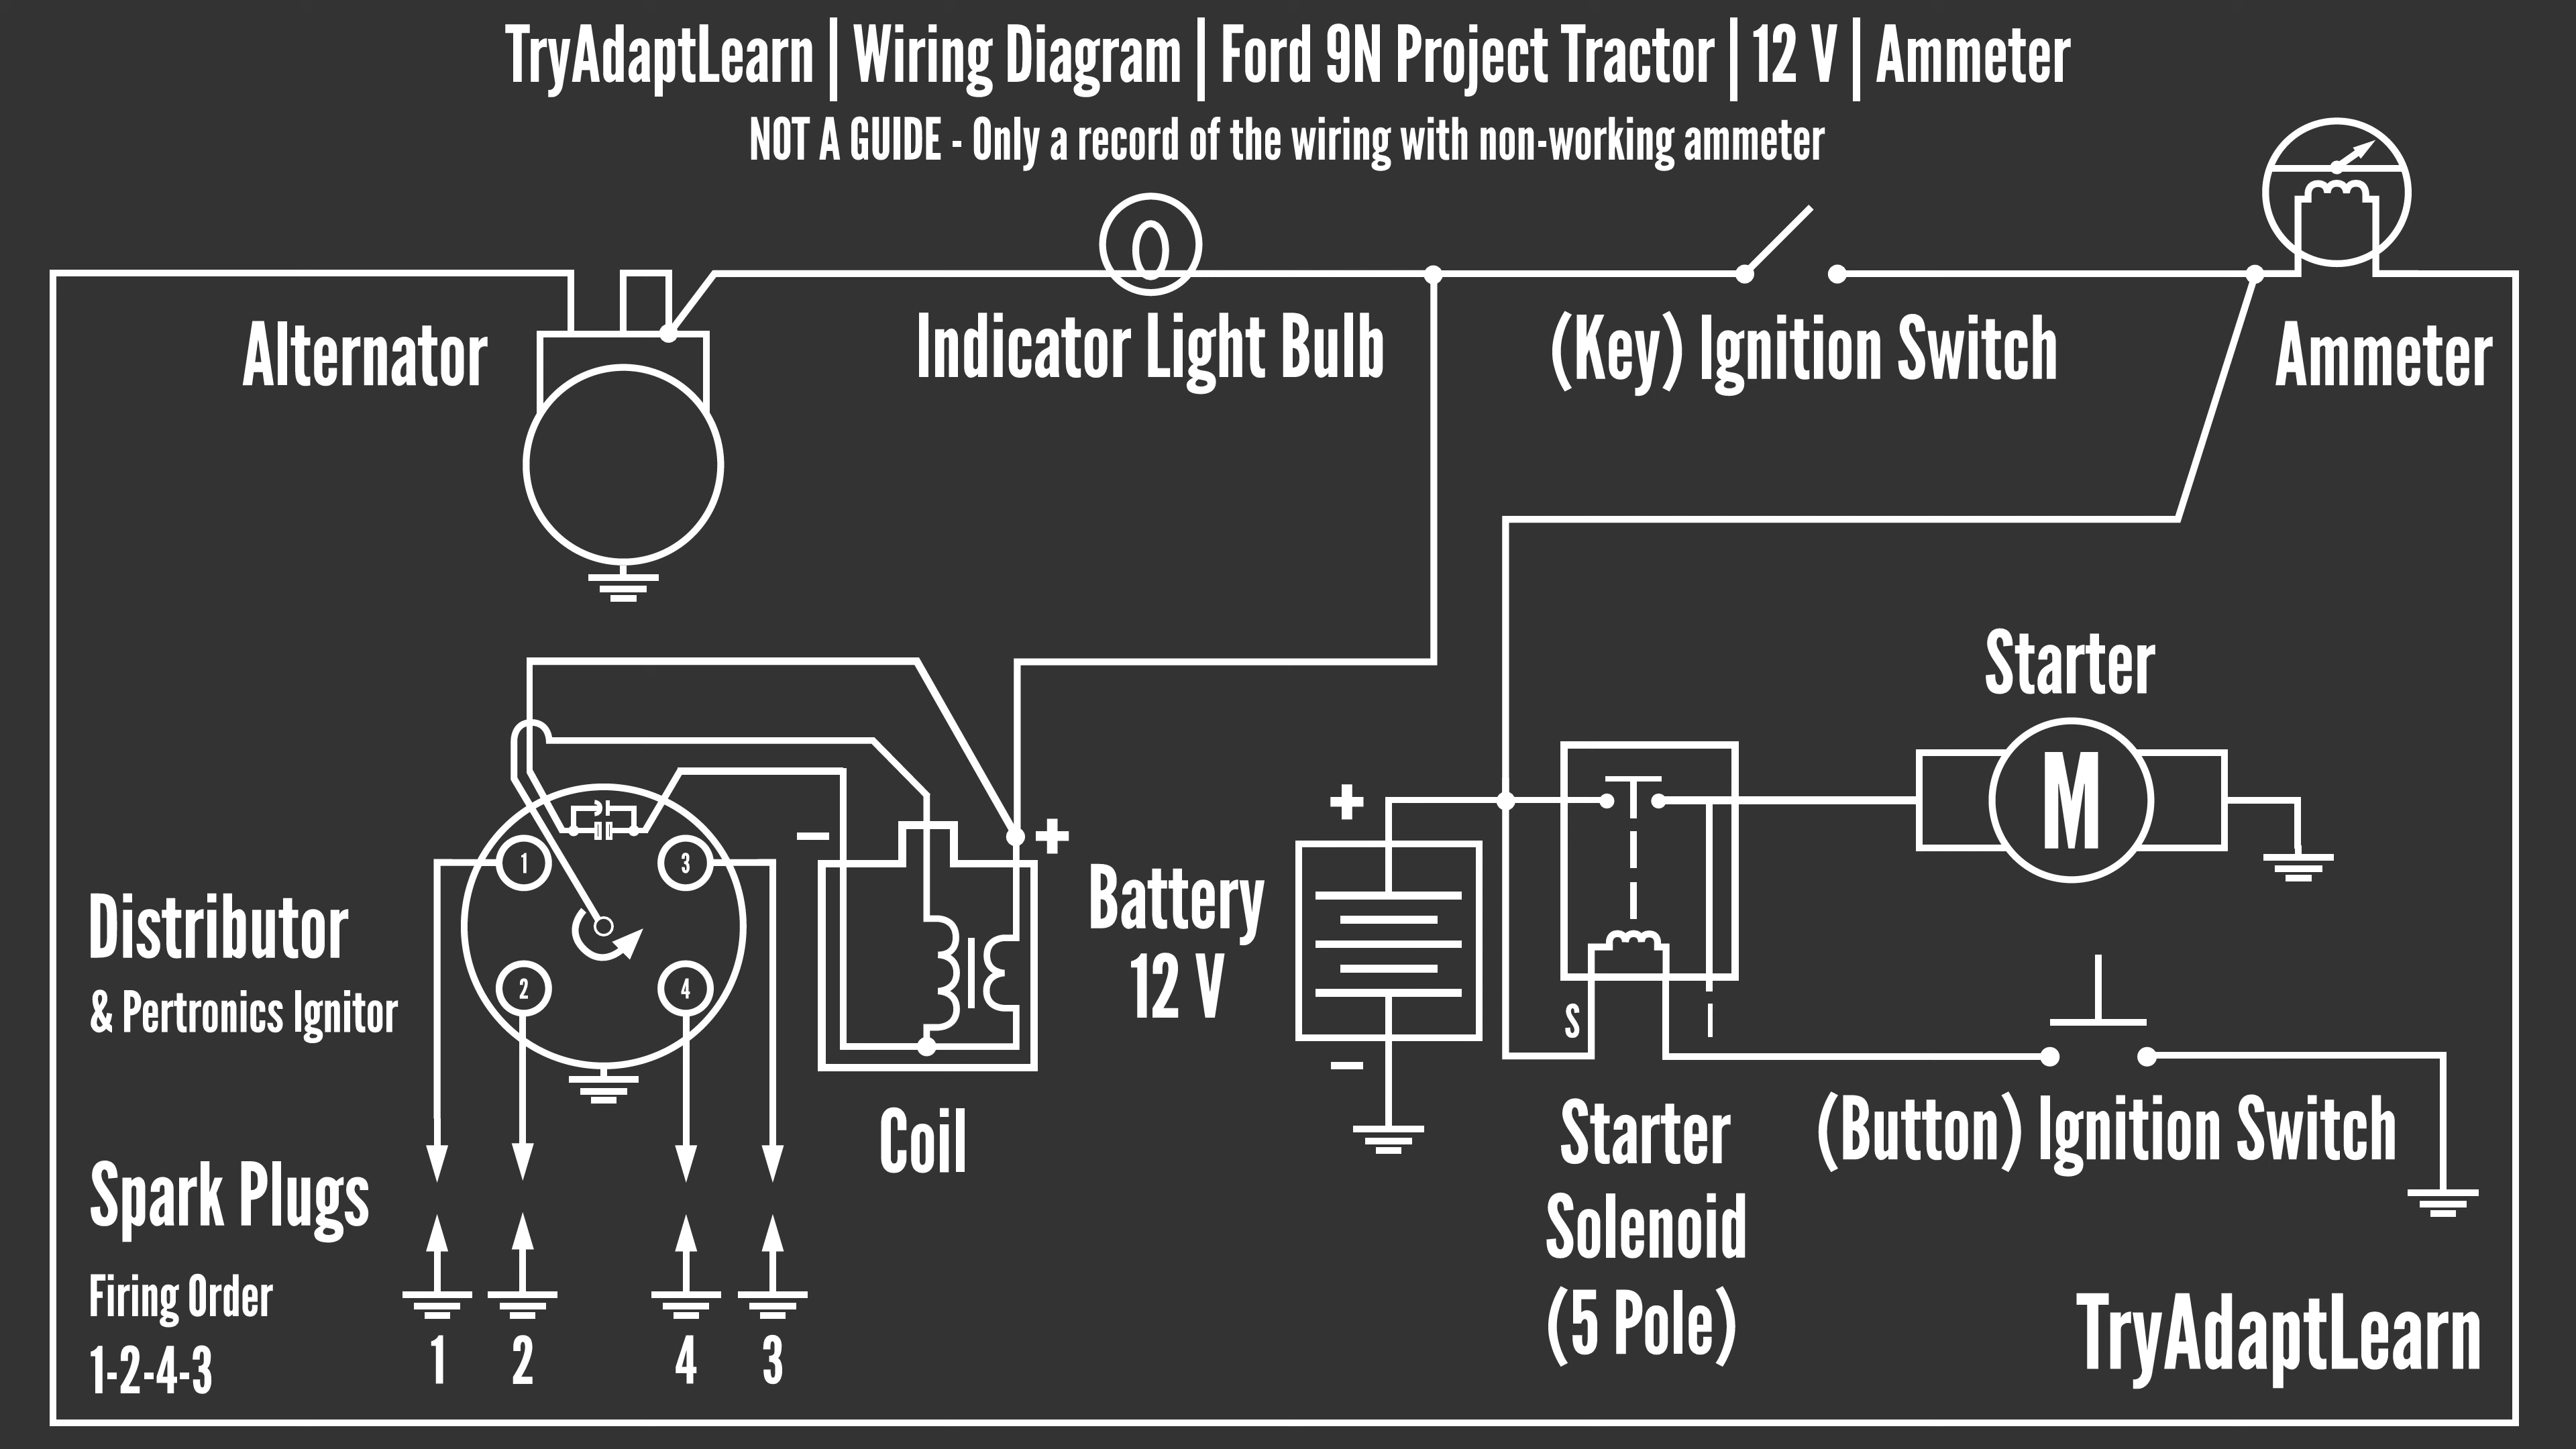 TryAdaptLearn | Wiring Diagram | Ford 9N Project Tractor | 12 V | Ammeter
NOT A GUIDE - Only a record of the wiring with non-working ammeter
Alternator
Indicator Light Bulb
(Key) Ignition Switch
Ammeter
Starter
M
+
-
+
1
3
2
4
Distributor
& Pertronics Ignitor
Battery
12 V
S
I
-
Coil
Starter
Solenoid
(5 Pole)
(Button) Ignition Switch
Spark Plugs
Firing Order
1-2-4-3
1
2
4
3
TryAdaptLearn